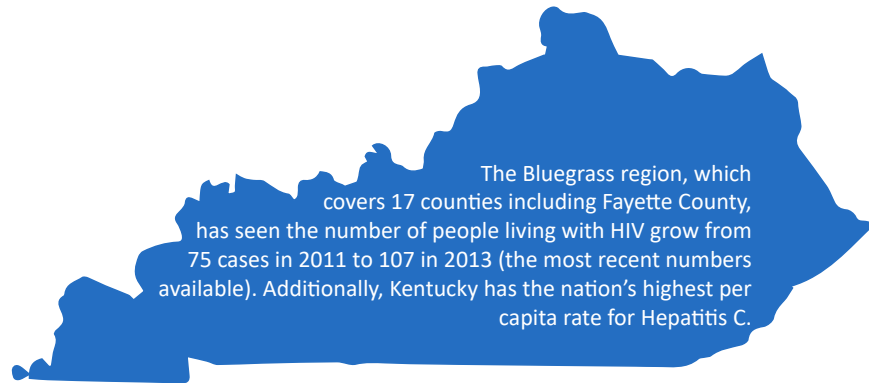 The Bluegrass region, which
covers 17 counties including Fayette County,
has seen the number of people living with HIV grow from
75 cases in 2011 to 107 in 2013 (the most recent numbers
available). Additionally, Kentucky has the nation’s highest per
capita rate for Hepatitis C.